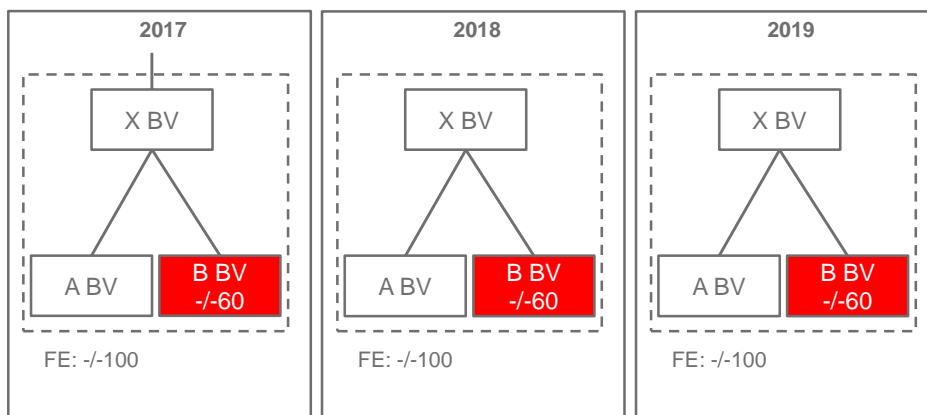 2017
X BV
A BV
B BV
-/-60
FE: -/-100
2018
X BV
A BV
B BV
-/-60
FE: -/-100
2019
X BV
A BV
B BV
-/-60
FE: -/-100